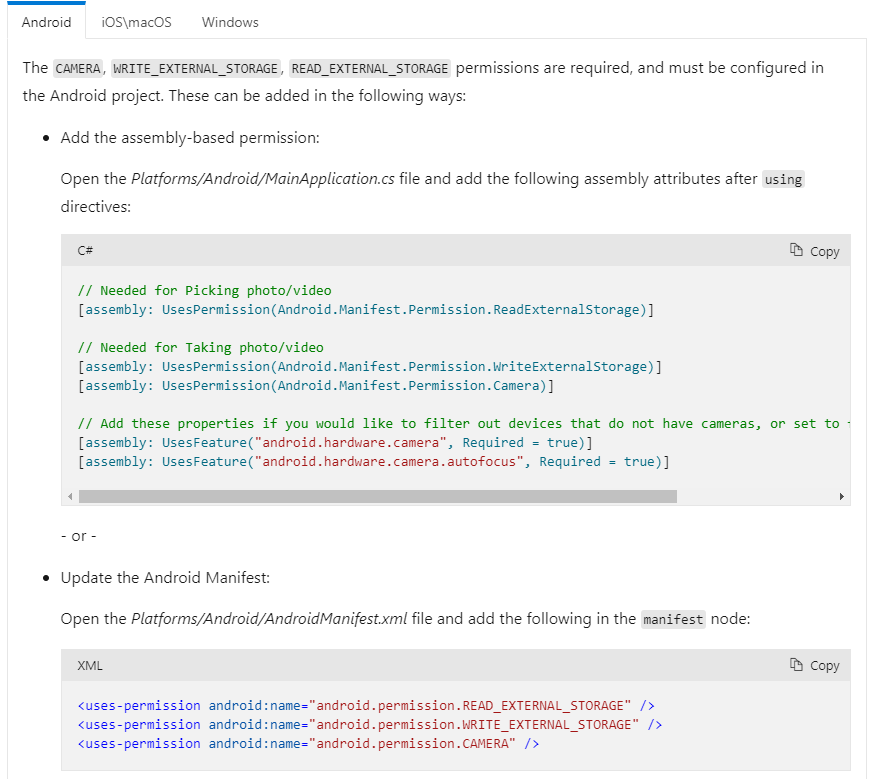 Android iOS\macOS Windows
The CAMERA, WRITE_EXTERNAL_STORAGE, READ_EXTERNAL_STORAGE permissions are required, and must be configured in
the Android project. These can be added in the following ways:
• Add the assembly-based permission:
Open the Platforms/Android/MainApplication.cs file and add the following assembly attributes after using
directives:
C# Copy
// Needed for Picking photo/video
[assembly: UsesPermission(Android.Manifest.Permission.ReadExternalStorage)]
// Needed for Taking photo/video
[assembly: UsesPermission(Android.Manifest.Permission.WriteExternalStorage)]
[assembly: UsesPermission(Android.Manifest.Permission.Camera)]
// Add these properties if you would like to filter out devices that do not have cameras, or set to
[assembly: UsesFeature("android.hardware.camera", Required = true)]
[assembly: UsesFeature("android.hardware.camera.autofocus", Required = true)]
- or -
• Update the Android Manifest:
Open the Platforms/Android/AndroidManifest.xml file and add the following in the manifest node:
XML Copy
<uses-permission android:name="android.permission.READ_EXTERNAL_STORAGE" />
<uses-permission android:name="android.permission.WRITE_EXTERNAL_STORAGE" />
<uses-permission android:name="android.permission.CAMERA" />